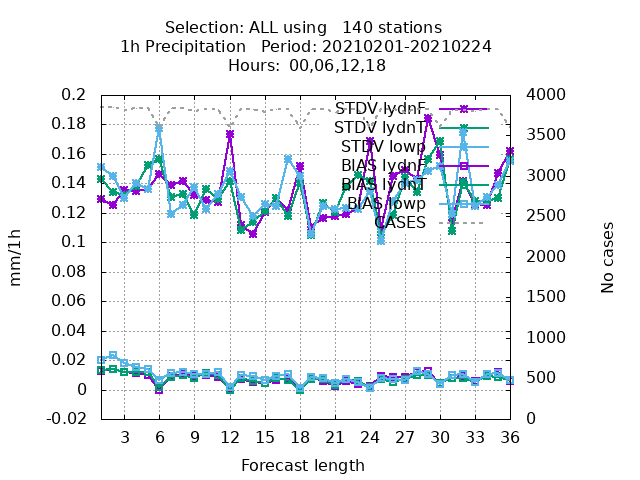 Selection: ALL using   140 stations
1h Precipitation   Period: 20210201-20210224
Hours:  00,06,12,18
0.2
0.18
0.16
0.14
0.12
0.1
0.08
0.06
0.04
0.02
0
-0.02
mm/1h
STDV lydnF
STDV lydnT
STDV lowp
BIAS lydnF
BIAS lydnT
BIAS lowp
CASES
4000
3500
3000
2500
2000
1500
1000
500
0
No cases
3 6 9 12 15 18 21 24 27 30 33 36
Forecast length